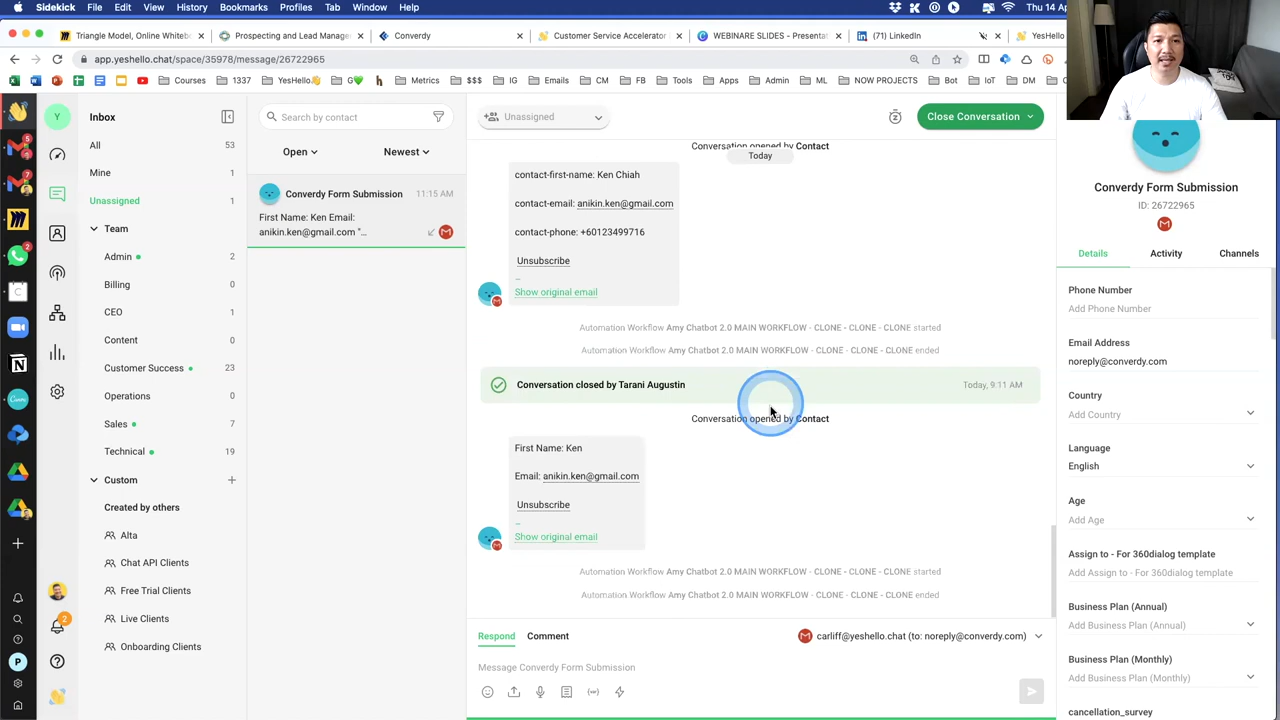 Sidekick File Edit View History Bookmarks Profiles Tab Window Help
Thu 14 Ap
Triangle Model, Online Whitebo
Prospecting and Lead Manager
Converdy
Customer Service Accelerator
WEBINARE SLIDES - Presentat
(71) LinkedIn
YesHello
app.yeshello.chat/space/35978/message/26722965
Courses
1337
YesHello👋
G💚
Metrics
$$$
IG
Emails
CM
FB
Tools
Apps
Admin
ML
NOW PROJECTS
Bot
IoT
DM
Inbox
All 53
Mine 1
Unassigned 1
Team
Admin 2
Billing 0
CEO 1
Content 0
Customer Success 23
Operations 0
Sales 7
Technical 19
Custom
Created by others
Alta
Chat API Clients
Free Trial Clients
Live Clients
Onboarding Clients
Search by contact
Open
Newest
Converdy Form Submission 11:15 AM
First Name: Ken Email:
anikin.ken@gmail.com "...
Unassigned
Close Conversation
Conversation opened by Contact
Today
contact-first-name: Ken Chiah
contact-email: anikin.ken@gmail.com
contact-phone: +60123499716
Unsubscribe
Show original email
Automation Workflow Amy Chatbot 2.0 MAIN WORKFLOW - CLONE - CLONE - CLONE started
Automation Workflow Amy Chatbot 2.0 MAIN WORKFLOW - CLONE - CLONE - CLONE ended
Conversation closed by Tarani Augustin
Today, 9:11 AM
Conversation opened by Contact
First Name: Ken
Email: anikin.ken@gmail.com
Unsubscribe
Show original email
Automation Workflow Amy Chatbot 2.0 MAIN WORKFLOW - CLONE - CLONE - CLONE started
Automation Workflow Amy Chatbot 2.0 MAIN WORKFLOW - CLONE - CLONE - CLONE ended
Respond
Comment
carliff@yeshello.chat (to: noreply@converdy.com)
Message Converdy Form Submission
Converdy Form Submission
ID: 26722965
Details
Activity
Channels
Phone Number
Add Phone Number
Email Address
noreply@converdy.com
Country
Add Country
Language
English
Age
Add Age
Assign to - For 360dialog template
Add Assign to - For 360dialog template
Business Plan (Annual)
Add Business Plan (Annual)
Business Plan (Monthly)
Add Business Plan (Monthly)
cancellation_survey